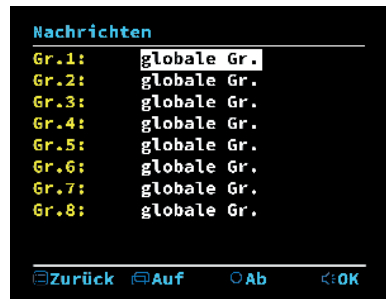 Nachrichten
Gr.1: globale Gr.
Gr.2: globale Gr.
Gr.3: globale Gr.
Gr.4: globale Gr.
Gr.5: globale Gr.
Gr.6: globale Gr.
Gr.7: globale Gr.
Gr.8: globale Gr.
Zurück Auf Ab OK